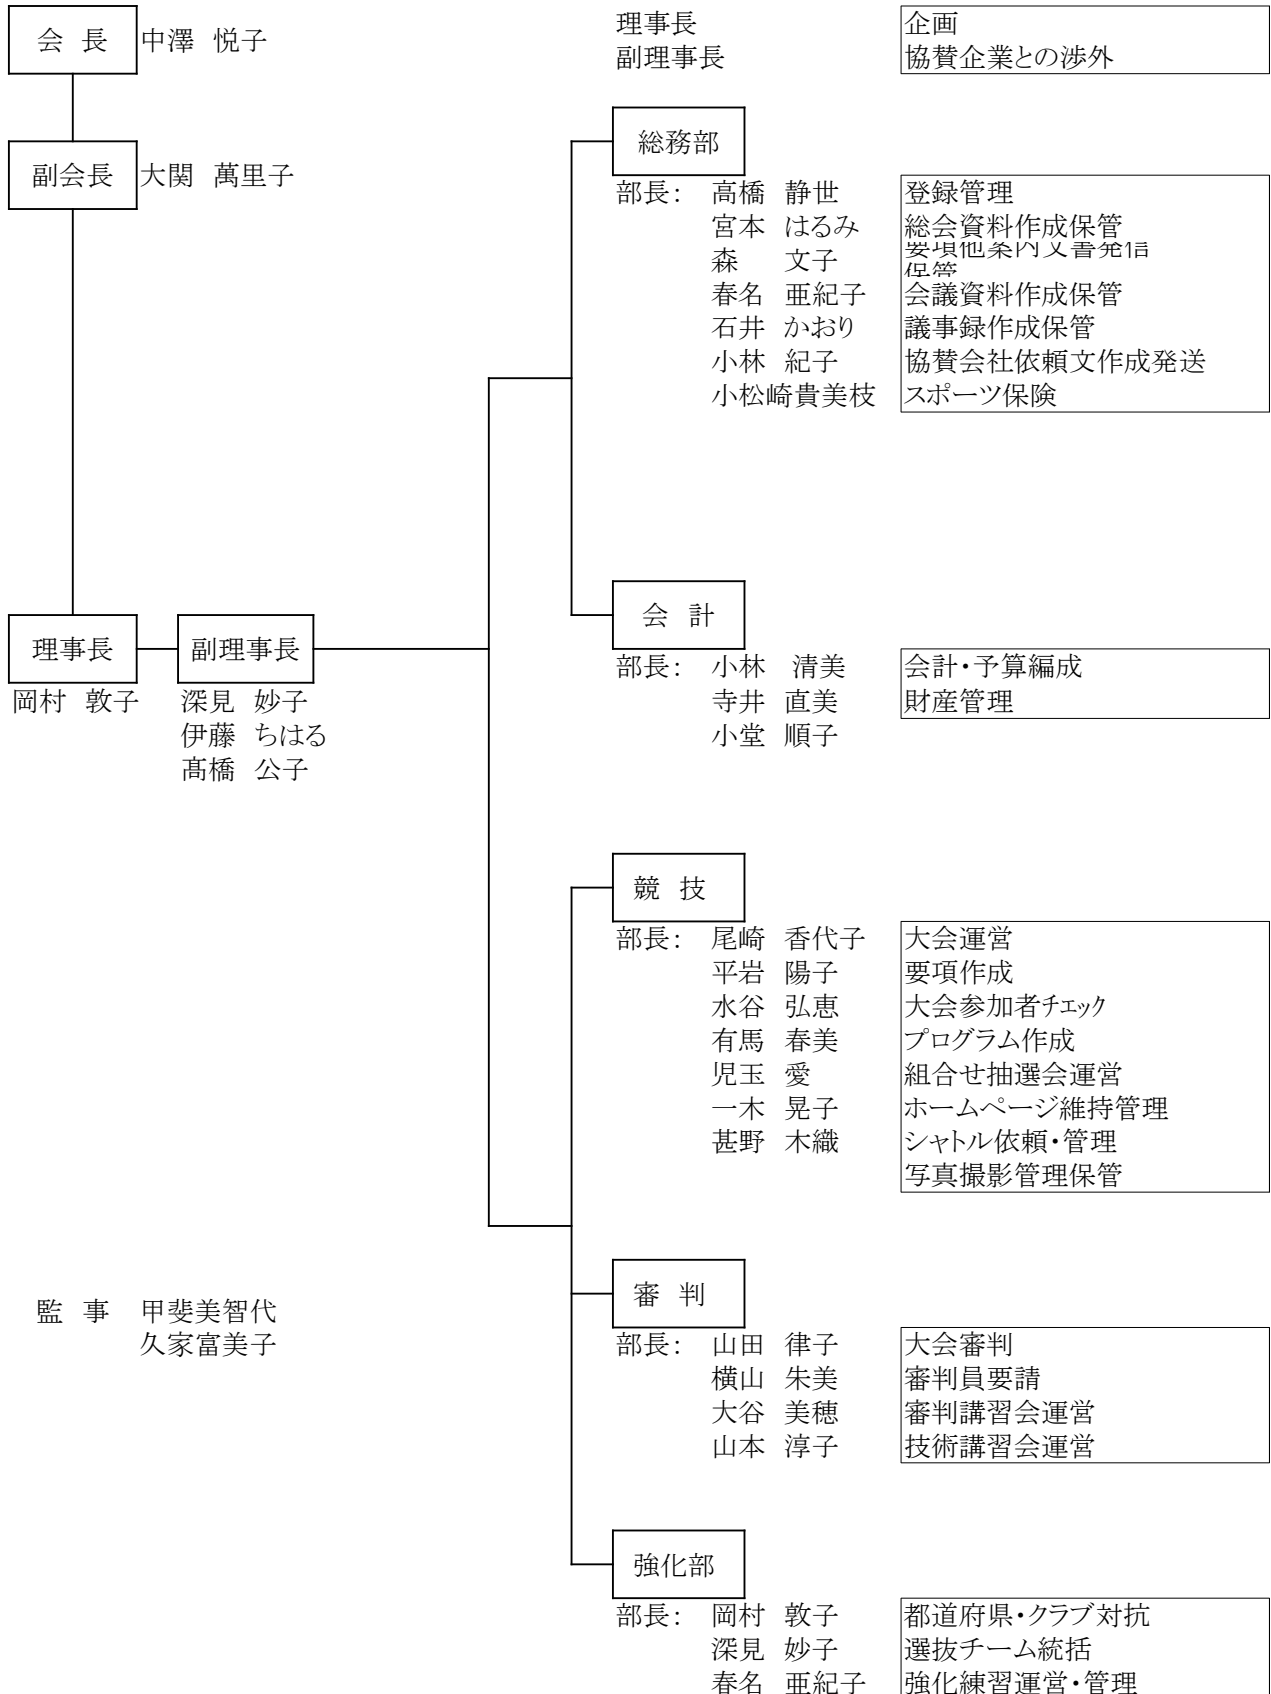 会 長 中澤 悦子
理事長 企画
副理事長 協賛企業との渉外
総務部
副会長 大関 萬里子
部長： 高橋 静世 登録管理
宮本 はるみ 総会資料作成保管
森 文子 要項他案内文書発信
保管
春名 亜紀子 会議資料作成保管
石井 かおり 議事録作成保管
小林 紀子 協賛会社依頼文作成発送
小松崎貴美枝 スポーツ保険
会 計
理事長 副理事長
部長： 小林 清美 会計・予算編成
岡村 敦子 深見 妙子 寺井 直美 財産管理
伊藤 ちはる 小堂 順子
髙橋 公子
競 技
部長： 尾崎 香代子 大会運営
平岩 陽子 要項作成
水谷 弘恵 大会参加者チェック
有馬 春美 プログラム作成
児玉 愛 組合せ抽選会運営
一木 晃子 ホームページ維持管理
甚野 木織 シャトル依頼・管理
写真撮影管理保管
審 判
監 事 甲斐美智代
久家富美子
部長： 山田 律子 大会審判
横山 朱美 審判員要請
大谷 美穂 審判講習会運営
山本 淳子 技術講習会運営
強化部
部長： 岡村 敦子 都道府県・クラブ対抗
深見 妙子 選抜チーム統括
春名 亜紀子 強化練習運営・管理